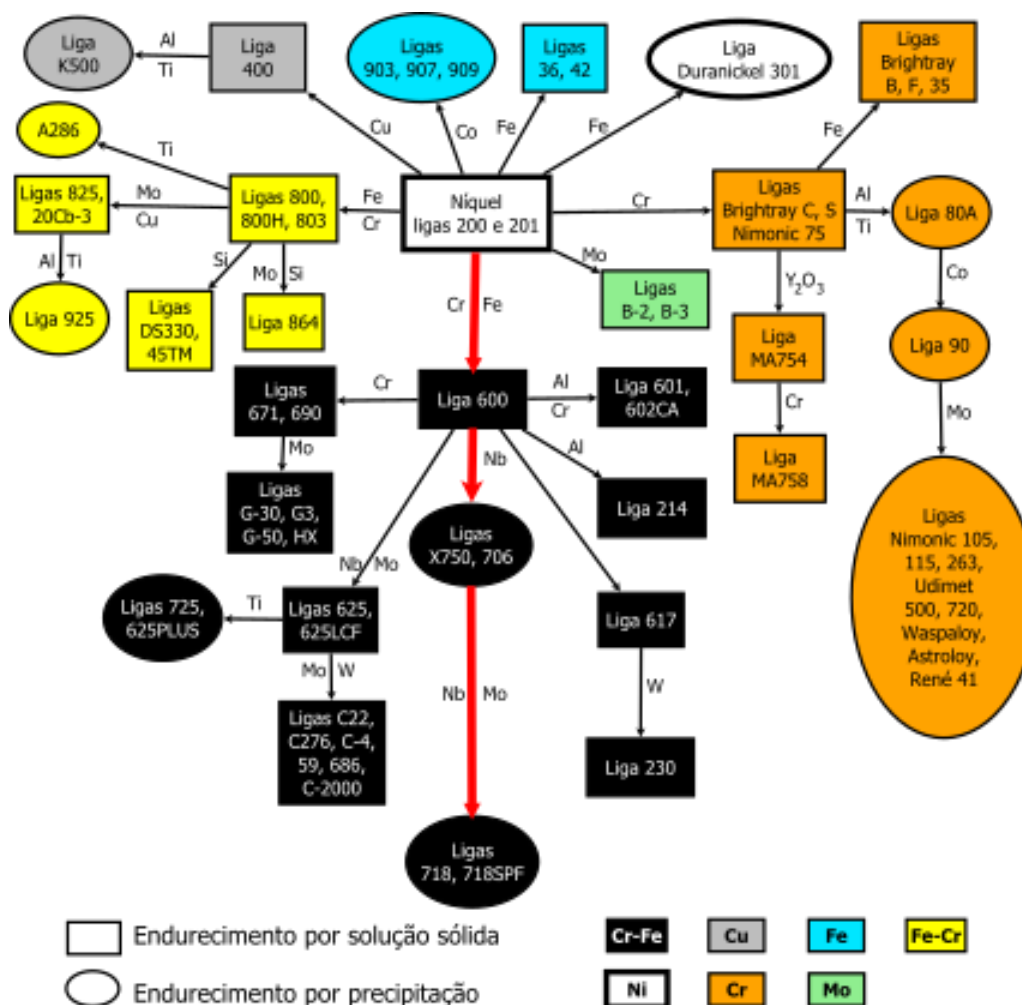 Liga
K500
Al
Ti
Liga
400
Ligas
903, 907, 909
Ligas
36, 42
Liga
Duranickel 301
Ligas
Brightray
B, F, 35
Cu
Co
Fe
Fe
Fe
A286
Ti
Ligas 825,
20Cb-3
Mo
Cu
Ligas 800,
800H, 803
Fe
Cr
Níquel
ligas 200 e 201
Cr
Ligas
Brightray C, S
Nimonic 75
Al
Ti
Liga 80A
Al Ti
Si
Mo Si
Mo
Ligas
B-2, B-3
Y2O3
Co
Liga 925
Ligas
DS330,
45TM
Liga 864
Cr Fe
Liga
MA754
Liga 90
Ligas
671, 690
Cr
Liga 600
Al
Cr
Liga 601,
602CA
Cr
Mo
Mo
Nb
Al
Liga
MA758
Ligas
G-30, G3,
G-50, HX
Ligas
X750, 706
Liga 214
Ligas
Nimonic 105,
115, 263,
Udimet
500, 720,
Waspaloy,
Astroloy,
René 41
Nb Mo
Ligas 725,
625PLUS
Ti
Ligas 625,
625LCF
Liga 617
Mo W
Nb Mo
W
Ligas C22,
C276, C-4,
59, 686,
C-2000
Liga 230
Ligas
718, 718SPF
Endurecimento por solução sólida
Cr-Fe Cu Fe Fe-Cr
Endurecimento por precipitação
Ni Cr Mo